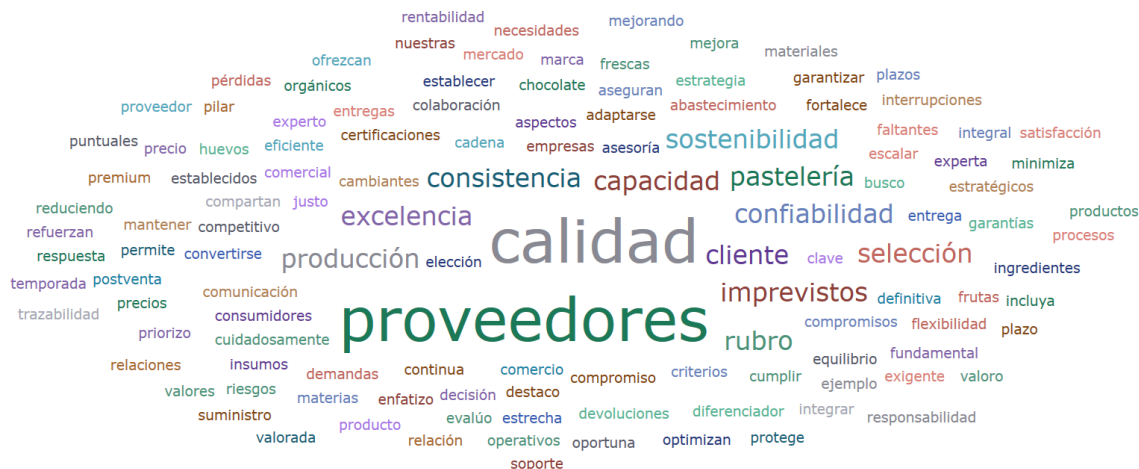 rentabilidad
necesidades mejorando
nuestras mejora
mercado marca frescas materiales
ofrezcan
pérdidas orgánicos establecer chocolate aseguran estrategia garantizar plazos
proveedor pilar entregas colaboración adaptarse abastecimiento fortalece interrupciones
experto certificaciones aspectos
puntuales precio huevos eficiente cadena empresas asesoría sostenibilidad faltantes integral satisfacción
escalar experta minimiza
premium establecidos comercial cambiantes consistencia capacidad pastelería busco estratégicos
reduciendo compartan justo
refuerzan mantener competitivo excelencia confiabilidad entrega garantías productos
procesos
respuesta permite convertirse producción elección calidad cliente clave selección ingredientes
temporada postventa comunicación imprevistos definitiva frutas incluya
trazabilidad precios consumidores proveedores compromisos flexibilidad plazo
priorizo cuidadosamente rubro
relaciones insumos demandas continua comercio compromiso criterios cumplir equilibrio fundamental
valores riesgos materias enfatizo decisión destaco ejemplo exigente valoro
suministro producto evalúo estrecha devoluciones diferenciador integrar responsabilidad
valorada relación operativos oportuna optimizan protege
soporte